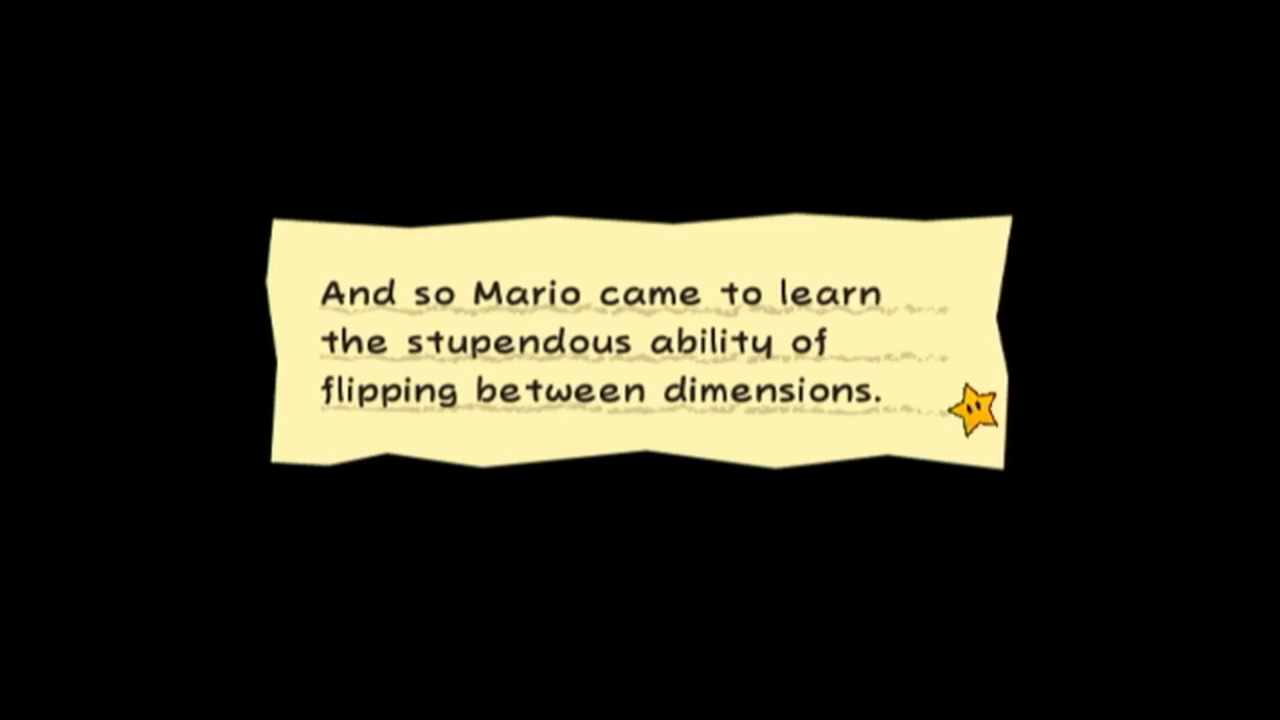 And so Mario came to learn
the stupendous ability of
flipping between dimensions.